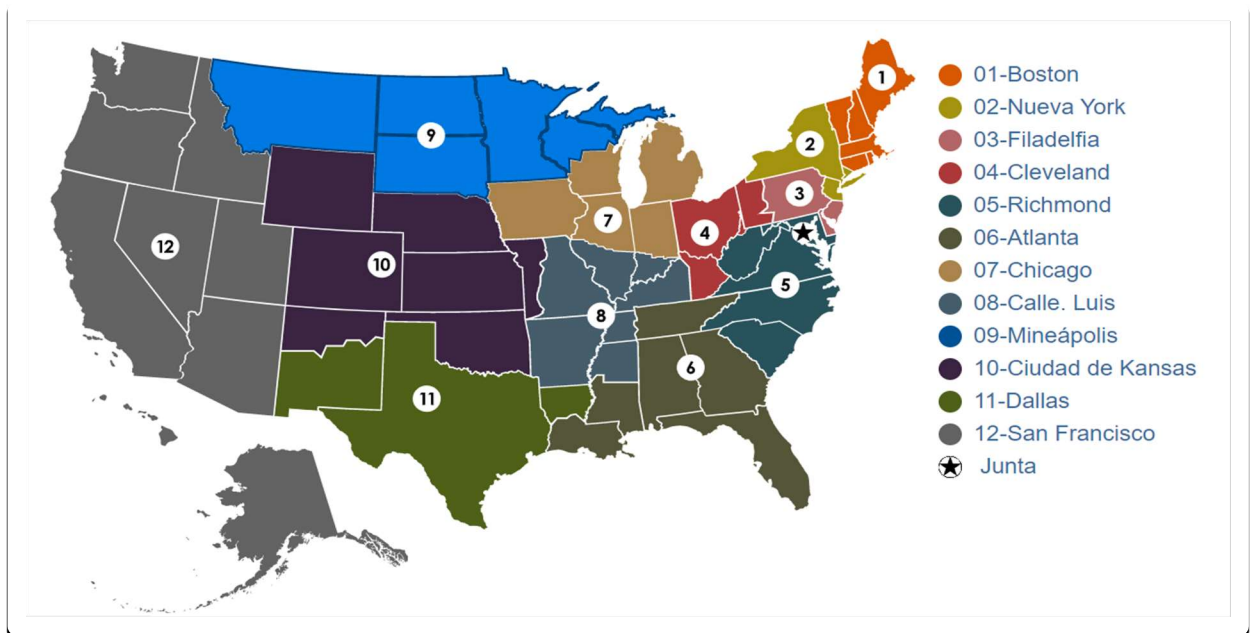 1
2
3
4
5
6
7
8
9
10
11
12
01-Boston
02-Nueva York
03-Filadelfia
04-Cleveland
05-Richmond
06-Atlanta
07-Chicago
08-Calle. Luis
09-Mineápolis
10-Ciudad de Kansas
11-Dallas
12-San Francisco
Junta